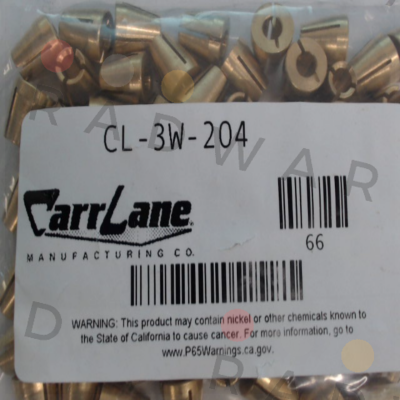 CL-3W-204
CarrLane
MANUFACTURING CO.
66
WARNING: This product may contain nickel or other chemicals known to
the State of California to cause cancer. For more information, go to
www.P65Warnings.ca.gov.
RADWAR